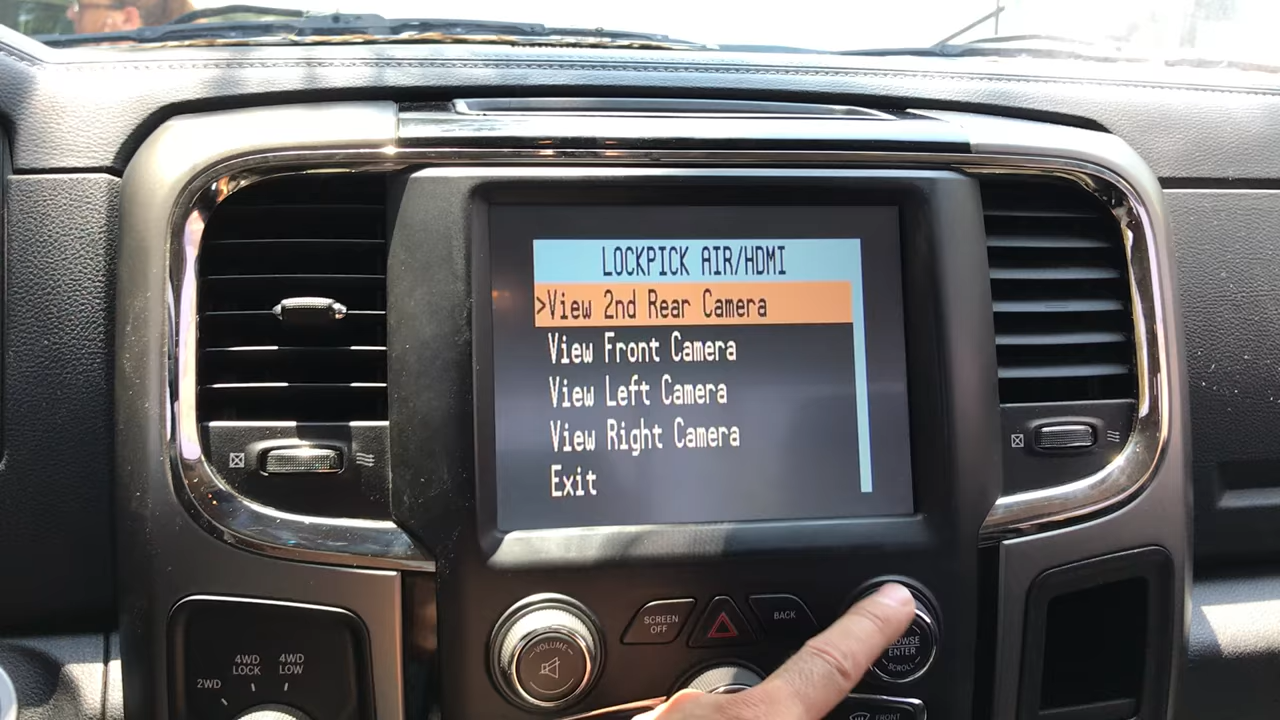 LOCKPICK AIR/HDMI
>View 2nd Rear Camera
View Front Camera
View Left Camera
View Right Camera
Exit
SCREEN
OFF
BACK
VOLUME
BROWSE
ENTER
SCROLL
4WD
LOCK
4WD
LOW
2WD
FRONT